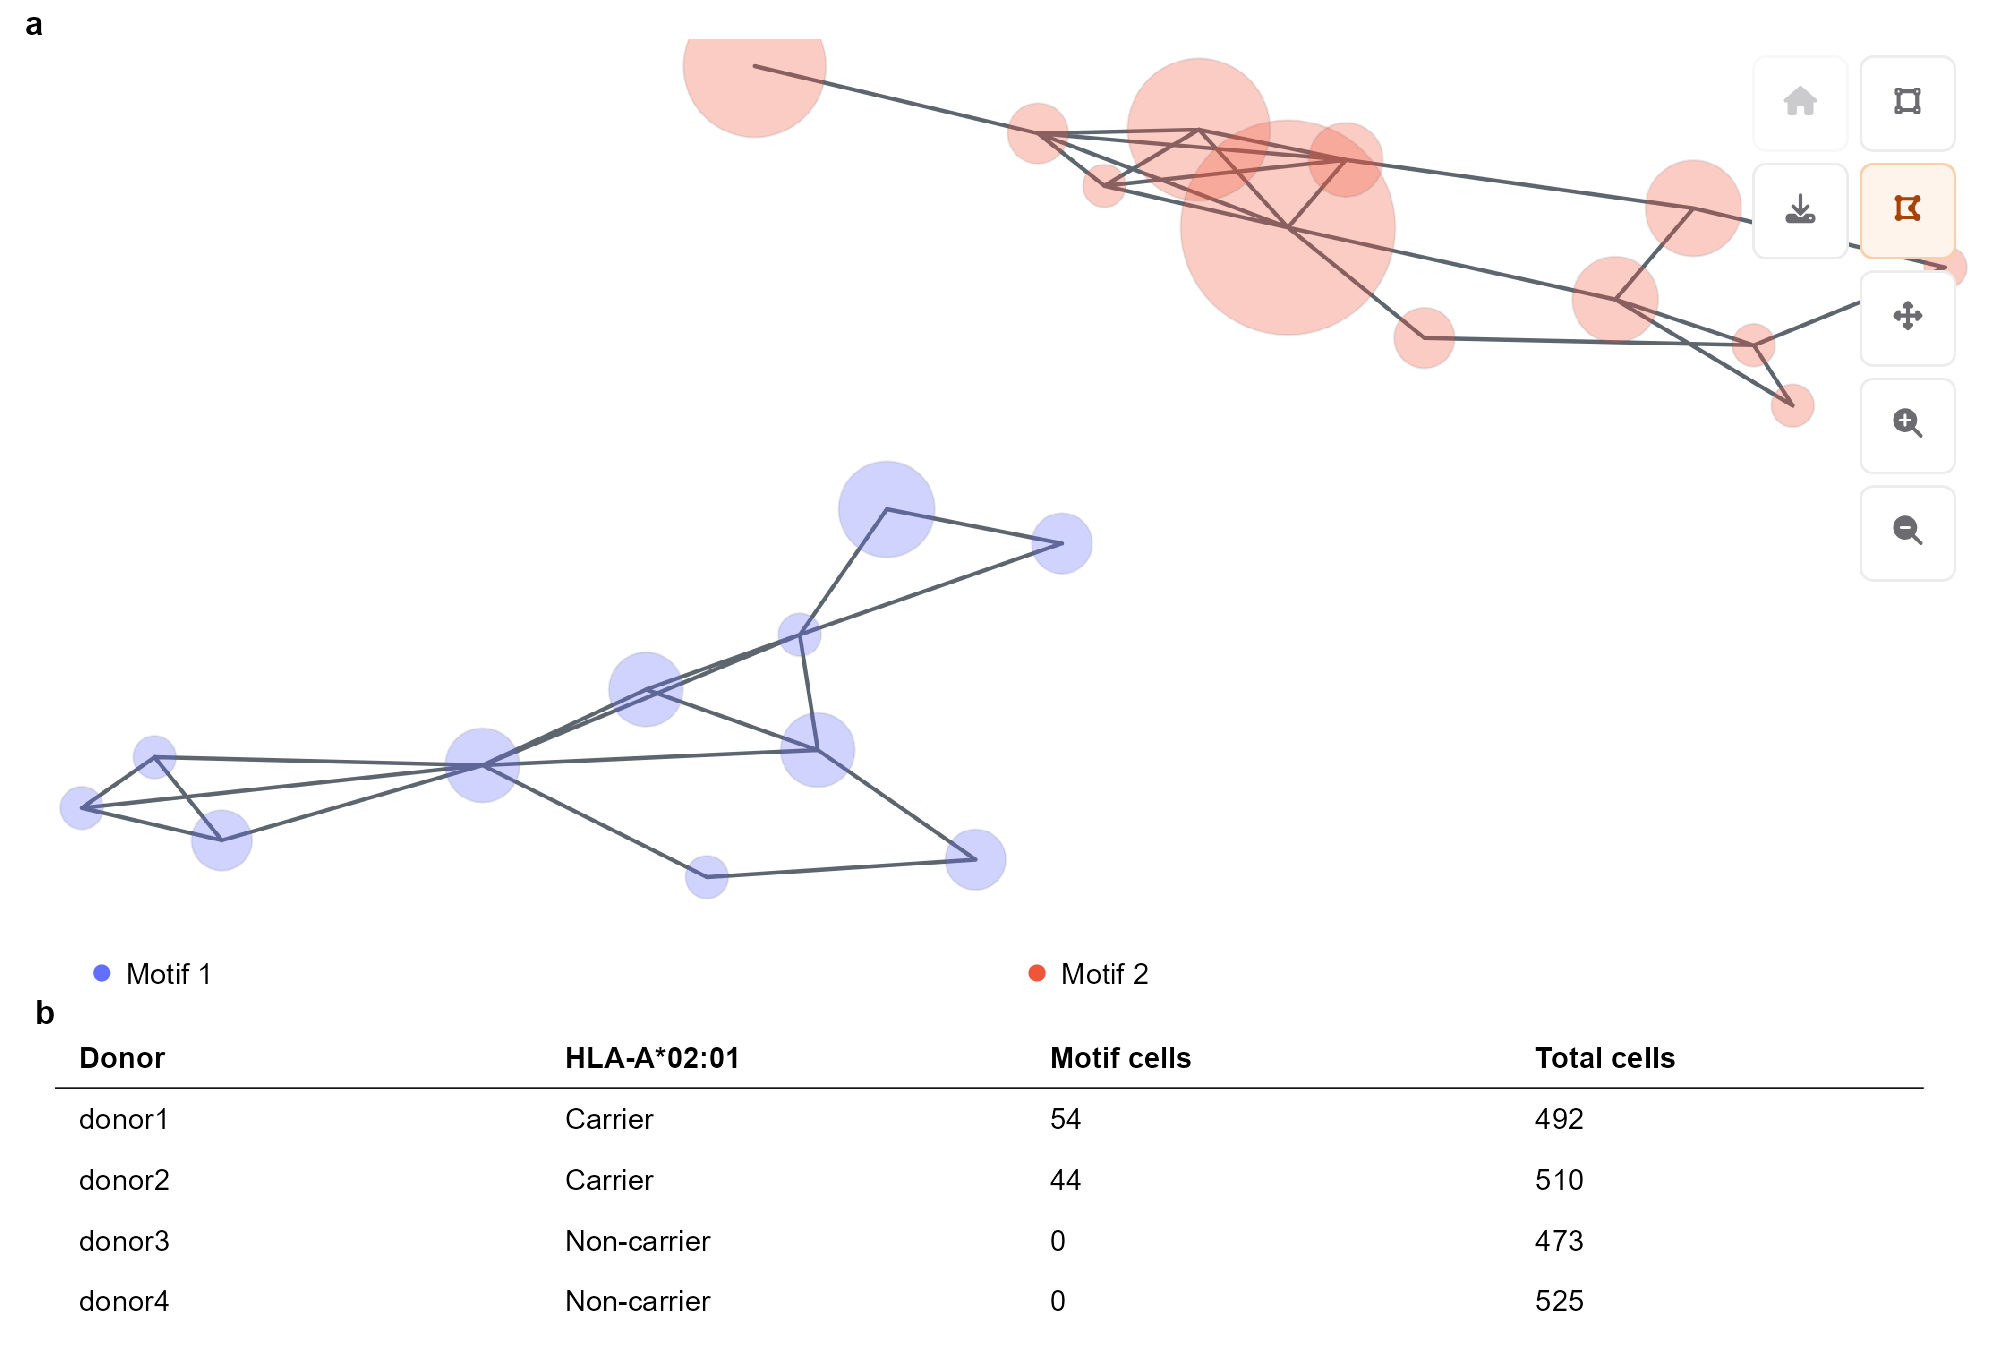 a
Motif 1 Motif 2
b
Donor HLA-A*02:01 Motif cells Total cells
donor1 Carrier 54 492
donor2 Carrier 44 510
donor3 Non-carrier 0 473
donor4 Non-carrier 0 525